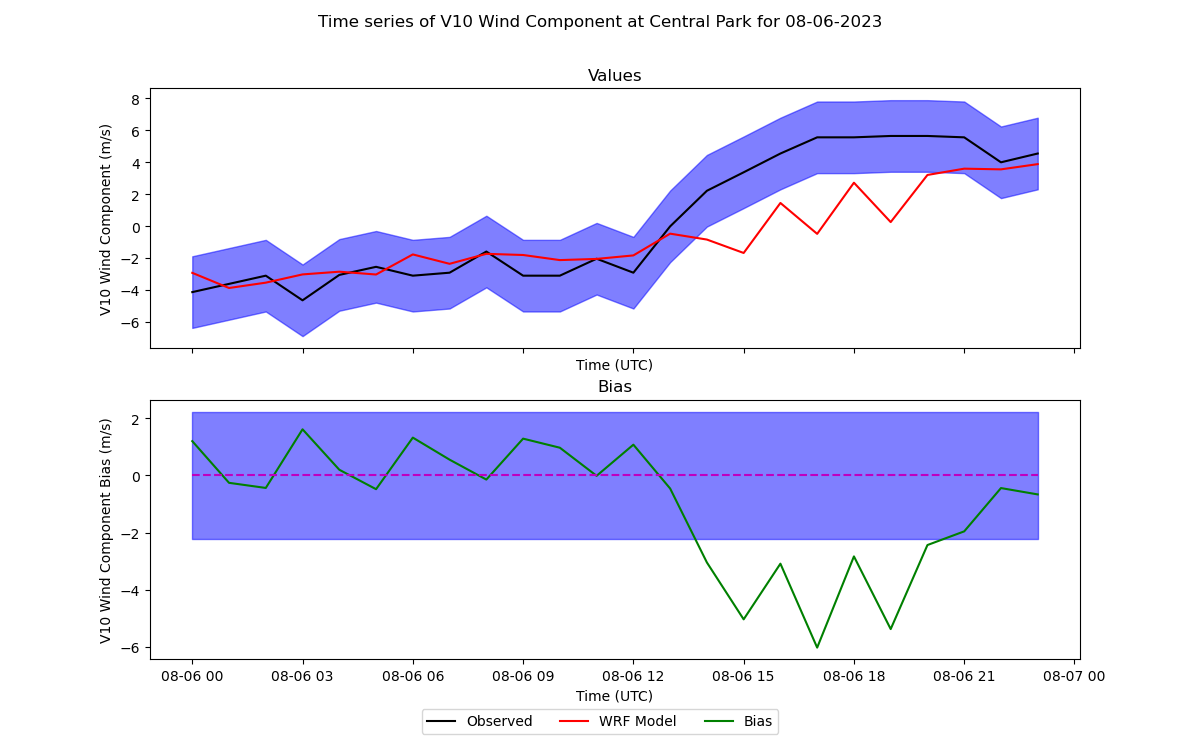 Time series of V10 Wind Component at Central Park for 08-06-2023
Values
V10 Wind Component (m/s)
8
6
4
2
0
−2
−4
−6
Time (UTC)
Bias
V10 Wind Component Bias (m/s)
2
0
−2
−4
−6
08-06 00 08-06 03 08-06 06 08-06 09 08-06 12 08-06 15 08-06 18 08-06 21 08-07 00
Time (UTC)
Observed WRF Model Bias